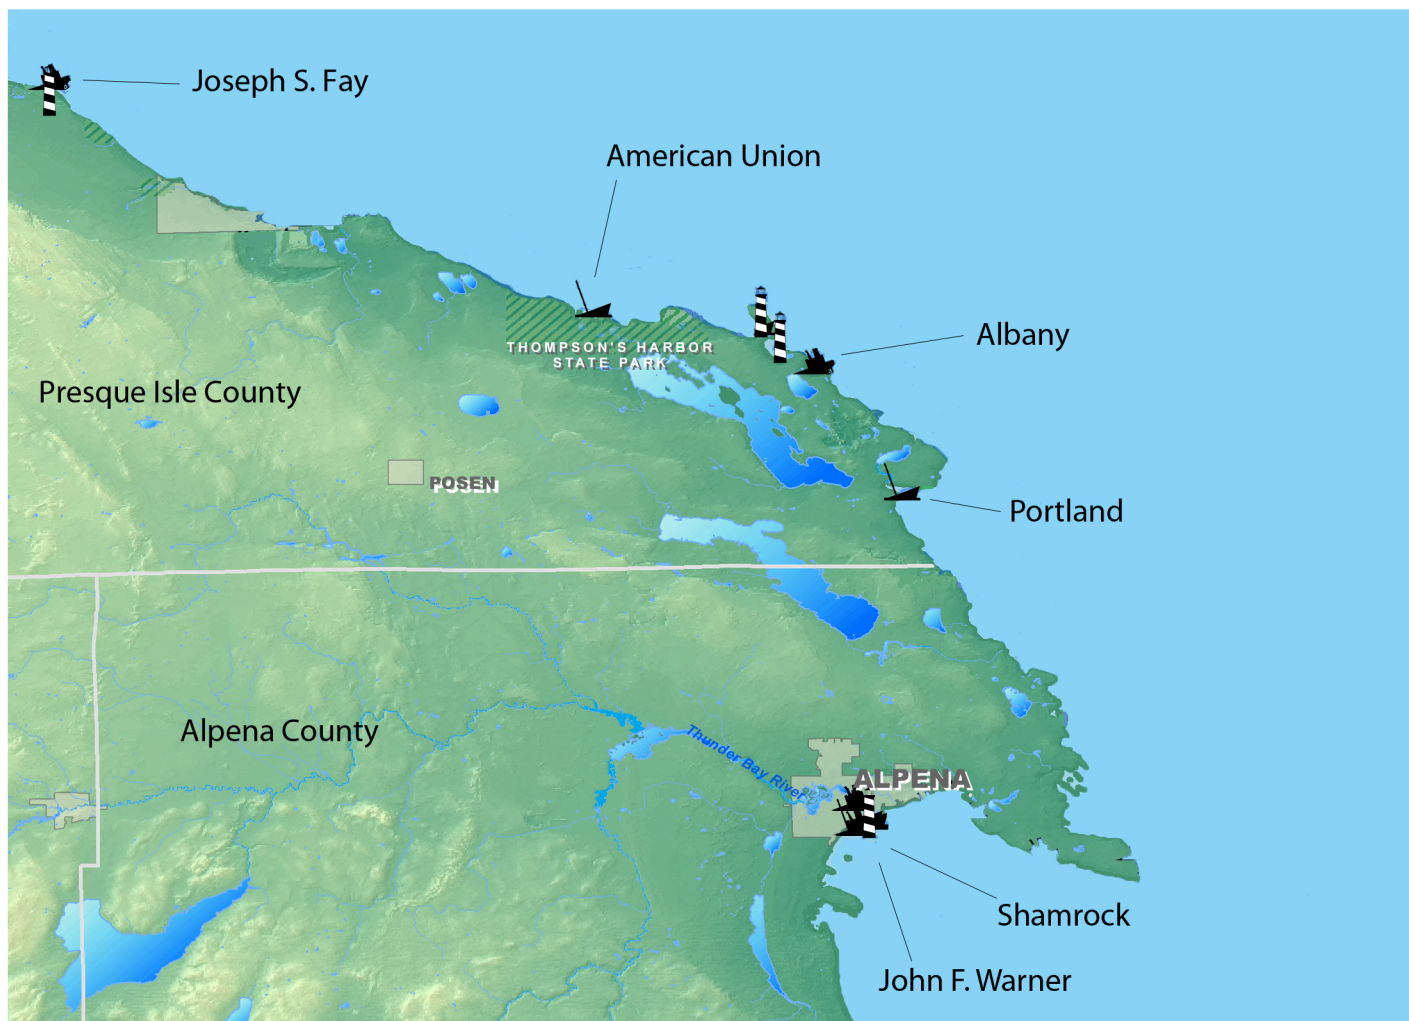 Joseph S. Fay
American Union
Albany
THOMPSON'S HARBOR
STATE PARK
Presque Isle County
POSEN
Portland
Alpena County
Thunder Bay River
ALPENA
Shamrock
John F. Warner